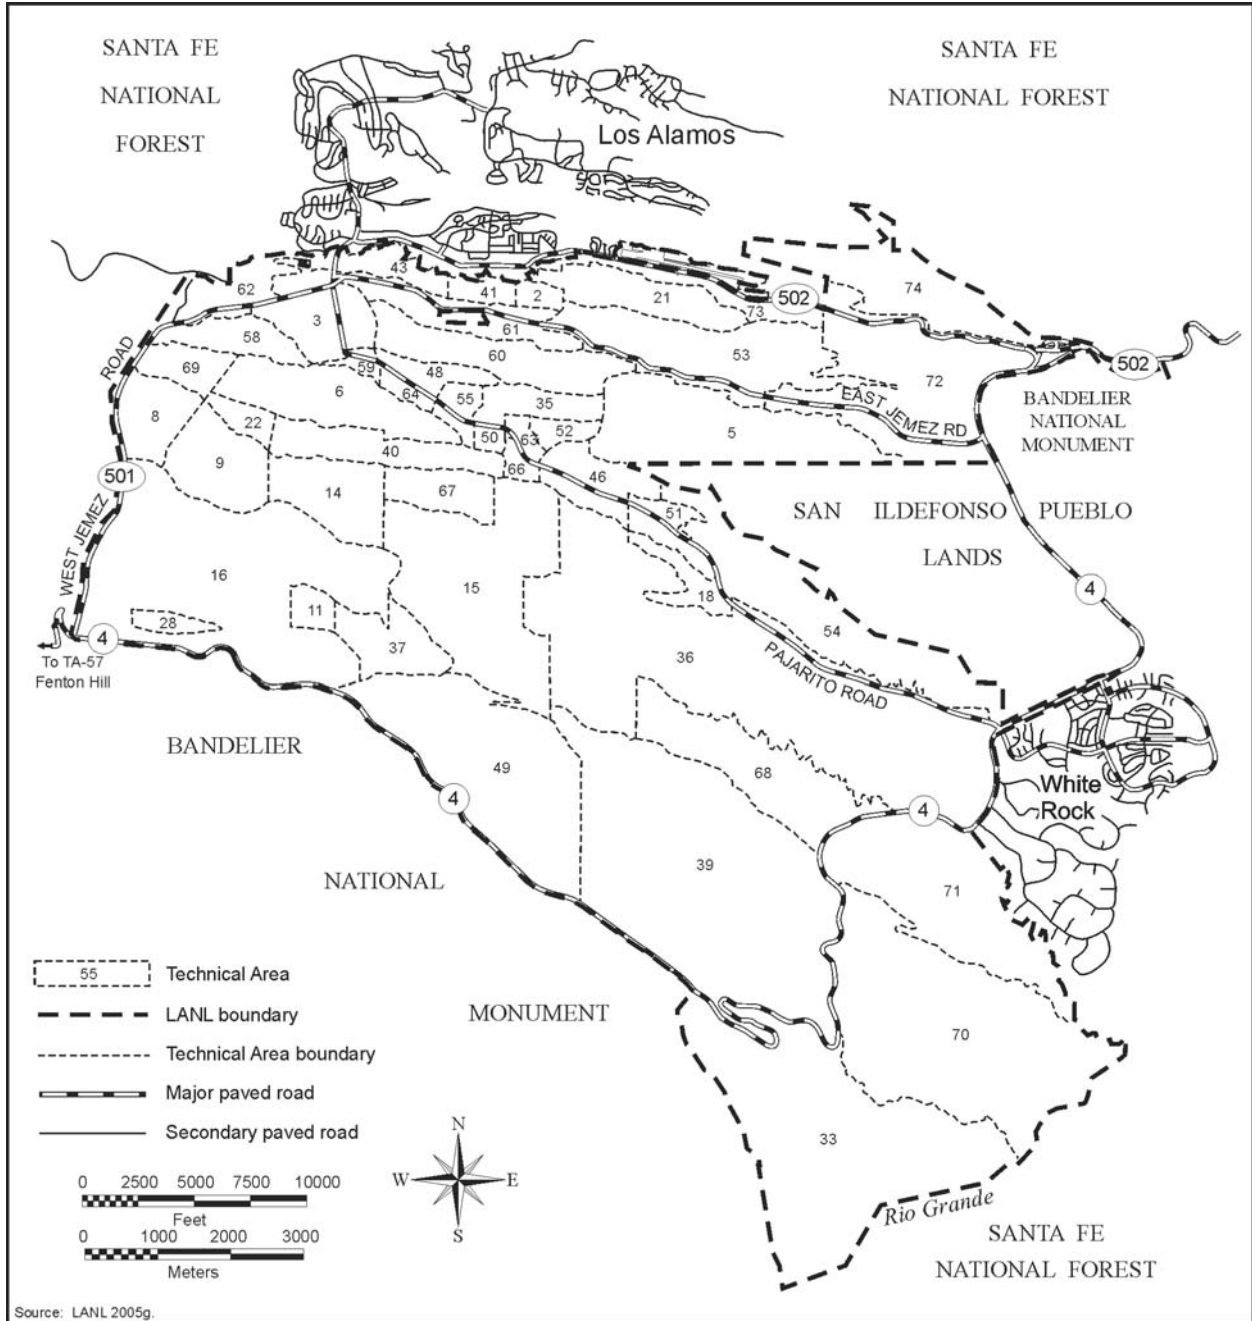 SANTA FE
NATIONAL
FOREST
SANTA FE
NATIONAL FOREST
Los Alamos
43
62
41
2
21
73
502
74
3
58
61
60
53
72
502
ROAD
69
59
48
6
64
55
35
EAST JEMEZ RD
BANDELIER
NATIONAL
MONUMENT
8
22
50
63
52
5
40
9
66
46
501
14
67
51
SAN ILDEFONSO PUEBLO
LANDS
WEST JEMEZ
16
15
18
4
11
28
54
4
37
36
To TA-57
Fenton Hill
PAJARITO ROAD
BANDELIER
49
68
White
Rock
4
4
39
NATIONAL
71
55 Technical Area
MONUMENT
LANL boundary
70
Technical Area boundary
Major paved road
Secondary paved road
33
N
W E
S
0 2500 5000 7500 10000
Feet
0 1000 2000 3000
Meters
Rio Grande
SANTA FE
NATIONAL FOREST
Source: LANL 2005g.